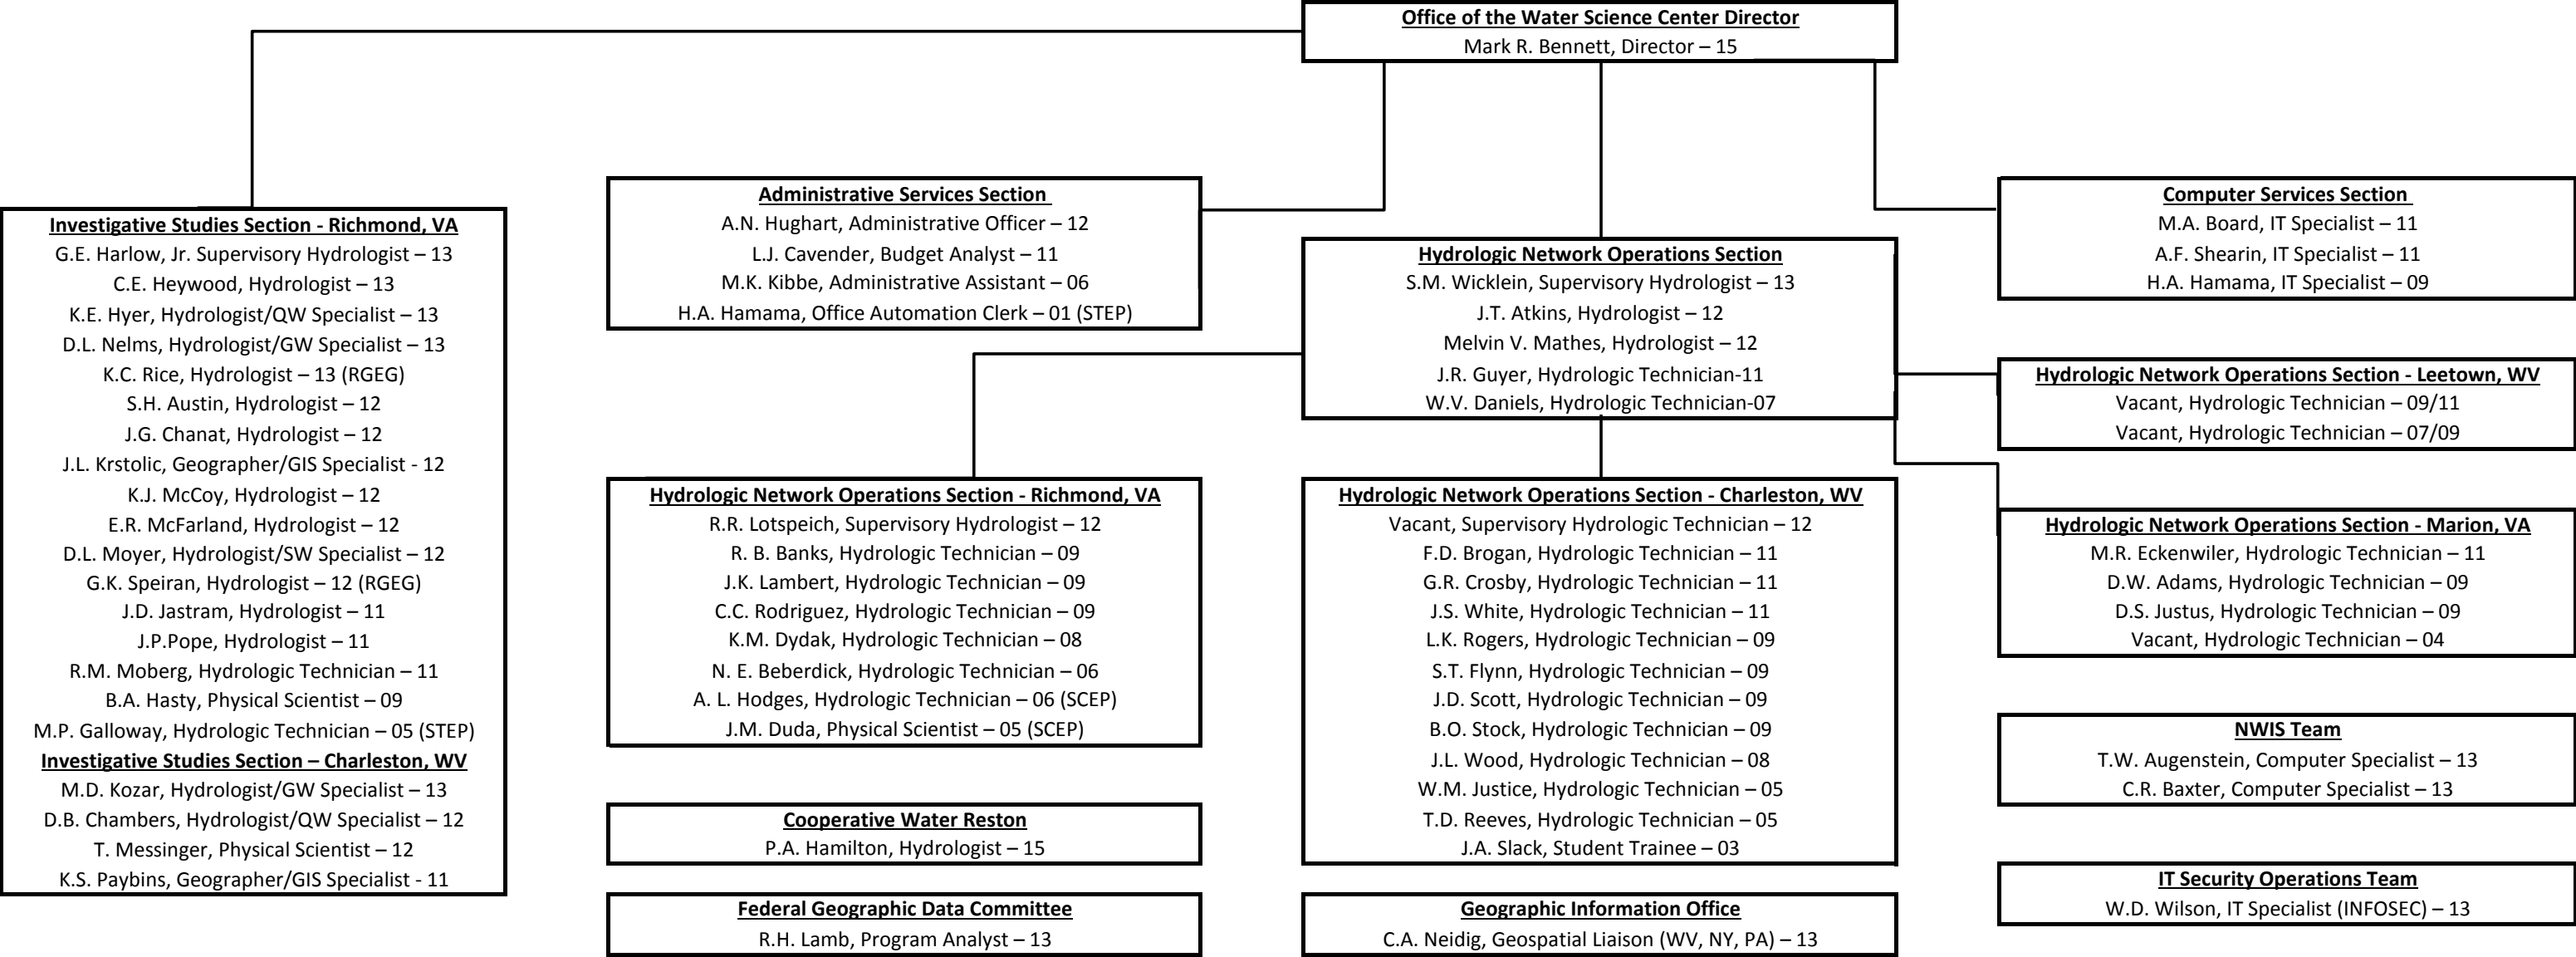 Office of the Water Science Center Director
Mark R. Bennett, Director – 15
Investigative Studies Section - Richmond, VA
G.E. Harlow, Jr. Supervisory Hydrologist – 13
C.E. Heywood, Hydrologist – 13
K.E. Hyer, Hydrologist/QW Specialist – 13
D.L. Nelms, Hydrologist/GW Specialist – 13
K.C. Rice, Hydrologist – 13 (RGEG)
S.H. Austin, Hydrologist – 12
J.G. Chanat, Hydrologist – 12
J.L. Krstolic, Geographer/GIS Specialist - 12
K.J. McCoy, Hydrologist – 12
E.R. McFarland, Hydrologist – 12
D.L. Moyer, Hydrologist/SW Specialist – 12
G.K. Speiran, Hydrologist – 12 (RGEG)
J.D. Jastram, Hydrologist – 11
J.P.Pope, Hydrologist – 11
R.M. Moberg, Hydrologic Technician – 11
B.A. Hasty, Physical Scientist – 09
M.P. Galloway, Hydrologic Technician – 05 (STEP)
Investigative Studies Section – Charleston, WV
M.D. Kozar, Hydrologist/GW Specialist – 13
D.B. Chambers, Hydrologist/QW Specialist – 12
T. Messinger, Physical Scientist – 12
K.S. Paybins, Geographer/GIS Specialist - 11
Administrative Services Section
A.N. Hughart, Administrative Officer – 12
L.J. Cavender, Budget Analyst – 11
M.K. Kibbe, Administrative Assistant – 06
H.A. Hamama, Office Automation Clerk – 01 (STEP)
Hydrologic Network Operations Section
S.M. Wicklein, Supervisory Hydrologist – 13
J.T. Atkins, Hydrologist – 12
Melvin V. Mathes, Hydrologist – 12
J.R. Guyer, Hydrologic Technician-11
W.V. Daniels, Hydrologic Technician-07
Computer Services Section
M.A. Board, IT Specialist – 11
A.F. Shearin, IT Specialist – 11
H.A. Hamama, IT Specialist – 09
Hydrologic Network Operations Section - Leetown, WV
Vacant, Hydrologic Technician – 09/11
Vacant, Hydrologic Technician – 07/09
Hydrologic Network Operations Section - Richmond, VA
R.R. Lotspeich, Supervisory Hydrologist – 12
R. B. Banks, Hydrologic Technician – 09
J.K. Lambert, Hydrologic Technician – 09
C.C. Rodriguez, Hydrologic Technician – 09
K.M. Dydak, Hydrologic Technician – 08
N. E. Beberdick, Hydrologic Technician – 06
A. L. Hodges, Hydrologic Technician – 06 (SCEP)
J.M. Duda, Physical Scientist – 05 (SCEP)
Hydrologic Network Operations Section - Charleston, WV
Vacant, Supervisory Hydrologic Technician – 12
F.D. Brogan, Hydrologic Technician – 11
G.R. Crosby, Hydrologic Technician – 11
J.S. White, Hydrologic Technician – 11
L.K. Rogers, Hydrologic Technician – 09
S.T. Flynn, Hydrologic Technician – 09
J.D. Scott, Hydrologic Technician – 09
B.O. Stock, Hydrologic Technician – 09
J.L. Wood, Hydrologic Technician – 08
W.M. Justice, Hydrologic Technician – 05
T.D. Reeves, Hydrologic Technician – 05
J.A. Slack, Student Trainee – 03
Hydrologic Network Operations Section - Marion, VA
M.R. Eckenwiler, Hydrologic Technician – 11
D.W. Adams, Hydrologic Technician – 09
D.S. Justus, Hydrologic Technician – 09
Vacant, Hydrologic Technician – 04
NWIS Team
T.W. Augenstein, Computer Specialist – 13
C.R. Baxter, Computer Specialist – 13
Cooperative Water Reston
P.A. Hamilton, Hydrologist – 15
IT Security Operations Team
W.D. Wilson, IT Specialist (INFOSEC) – 13
Federal Geographic Data Committee
R.H. Lamb, Program Analyst – 13
Geographic Information Office
C.A. Neidig, Geospatial Liaison (WV, NY, PA) – 13